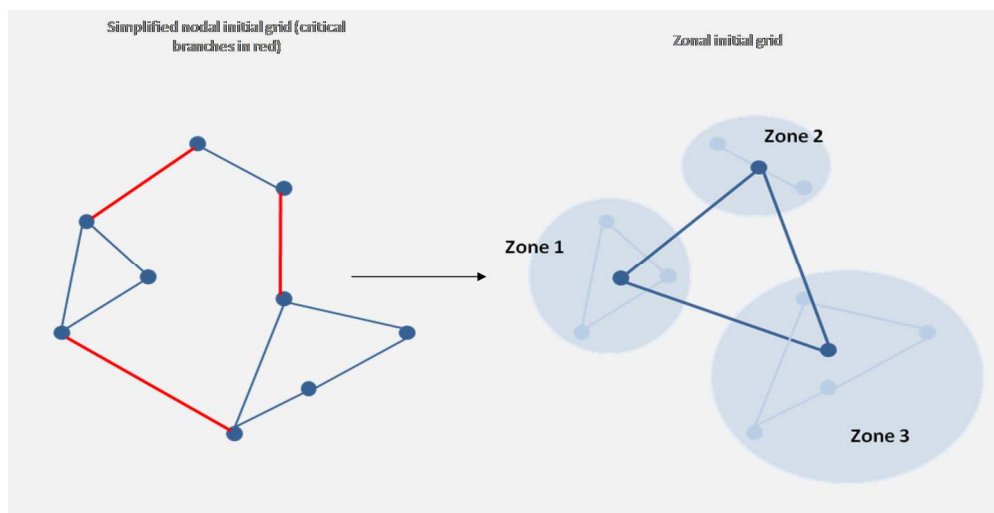 Simplified nodal initial grid (critical
branches in red)
Zonal initial grid
Zone 2
Zone 1
Zone 3